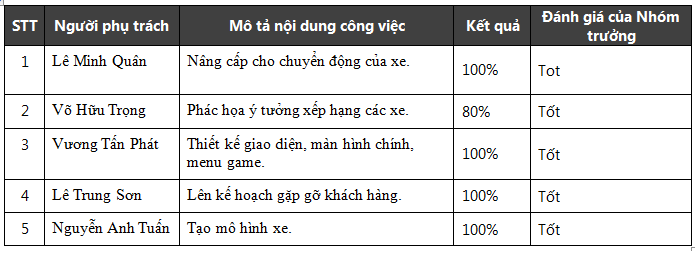 STT Người phụ trách Mô tả nội dung công việc Kết quả Đánh giá của Nhóm
trưởng
1 Lê Minh Quân Nâng cấp cho chuyển động của xe. 100% Tot
2 Võ Hữu Trọng Phác họa ý tưởng xếp hạng các xe. 80% Tốt
3 Vương Tấn Phát Thiết kế giao diện, màn hình chính,
menu game. 100% Tốt
4 Lê Trung Sơn Lên kế hoạch gặp gỡ khách hàng. 100% Tốt
5 Nguyễn Anh Tuấn Tạo mô hình xe. 100% Tốt